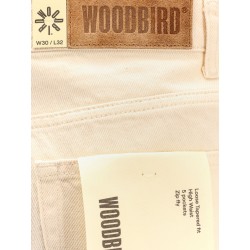 WOODBIRD®
W30 / L32
Loose Tapered fit
High Waist
5 pockets
Zip fly
WOODBIRD